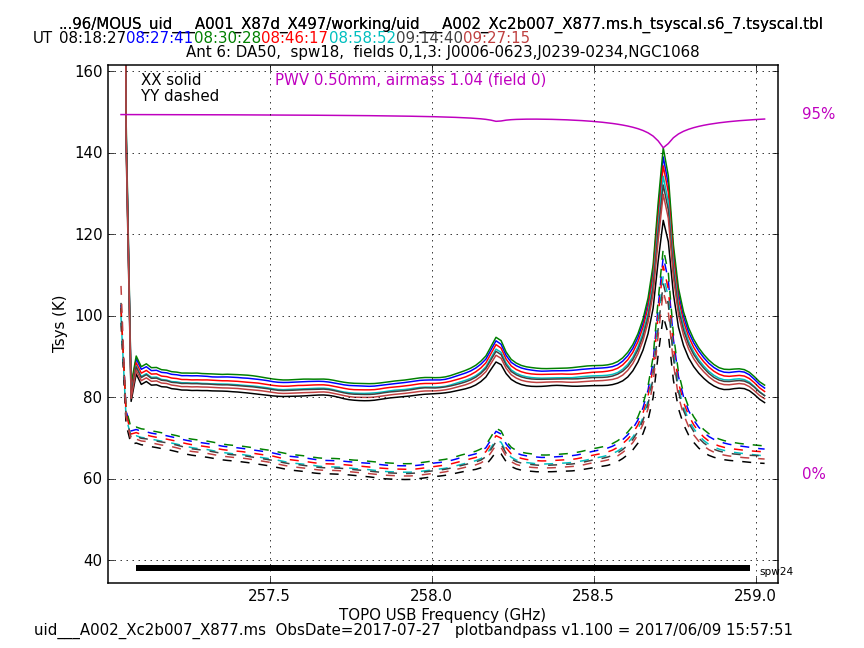 ...96/MOUS_uid___A001_X87d_X497/working/uid___A002_Xc2b007_X877.ms.h_tsyscal.s6_7.tsyscal.tbl
UT 08:18:27 08:27:41 08:30:28 08:46:17 08:58:52 09:14:40 09:27:15
Ant 6: DA50, spw18, fields 0,1,3: J0006-0623,J0239-0234,NGC1068
XX solid
YY dashed
PWV 0.50mm, airmass 1.04 (field 0)
95%
0%
160
140
120
100
80
60
40
Tsys (K)
spw24
257.5 258.0 258.5 259.0
TOPO USB Frequency (GHz)
uid___A002_Xc2b007_X877.ms ObsDate=2017-07-27 plotbandpass v1.100 = 2017/06/09 15:57:51